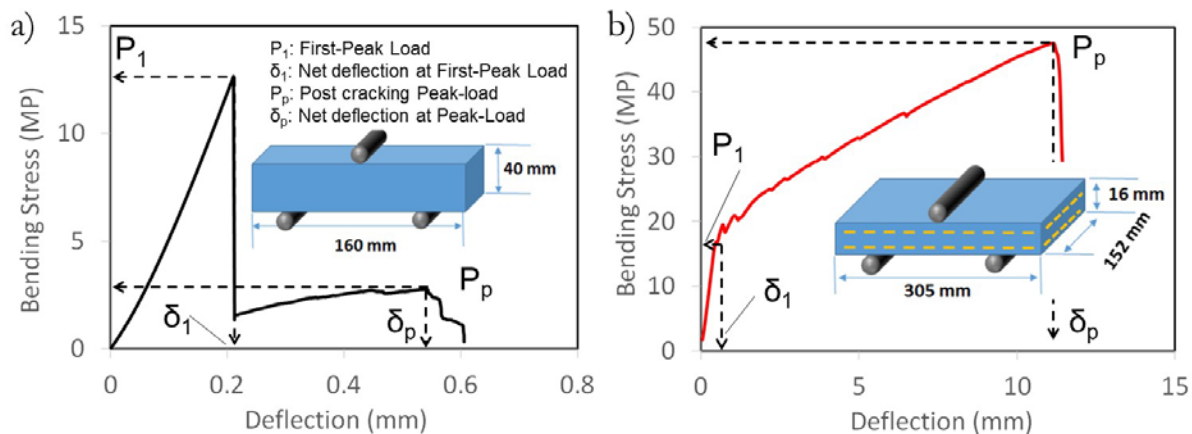 a)
Bending Stress (MP)
15
10
5
0
P1
P1: First-Peak Load
δ1: Net deflection at First-Peak Load
Pp: Post cracking Peak-load
δp: Net deflection at Peak-Load
40 mm
160 mm
Pp
δ1
δp
0 0.2 0.4 0.6 0.8
Deflection (mm)
b)
Bending Stress (MP)
50
40
30
20
10
0
Pp
P1
16 mm
152 mm
305 mm
δ1
δp
0 5 10 15
Deflection (mm)